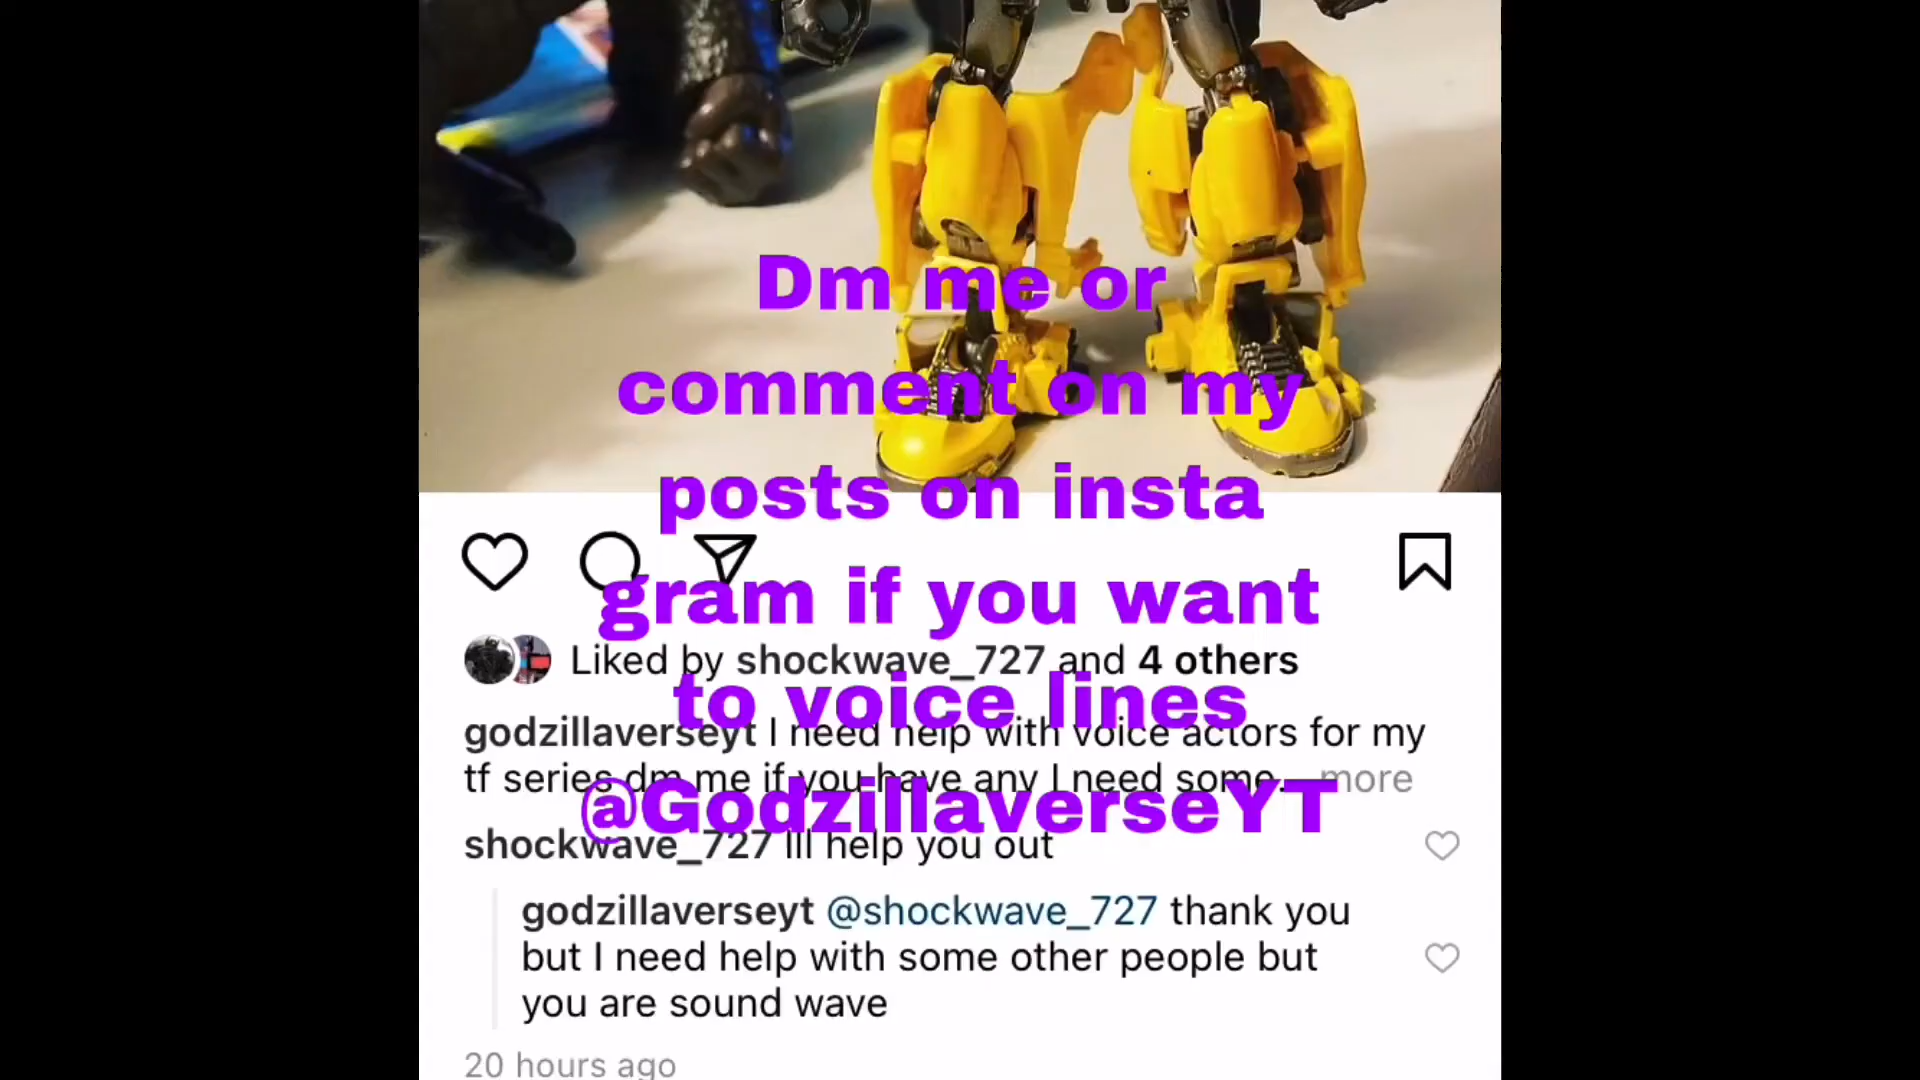 Dm me or
comment on my
posts on insta
gram if you want
to voice lines
@GodzillaverseYT
Liked by shockwave_727 and 4 others
godzillaverseyt I need help with voice actors for my
tf series dm me if you have any I need some... more
shockwave_727 Ill help you out
godzillaverseyt @shockwave_727 thank you
but I need help with some other people but
you are sound wave
20 hours ago